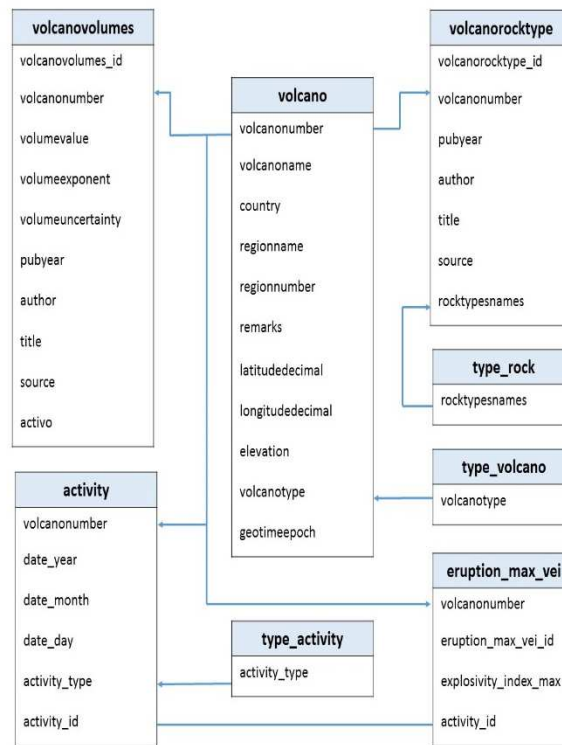 volcanovolumes
volcanovolumes_id
volcanonumber
volumevalue
volumeexponent
volumeuncertainty
pubyear
author
title
source
activo
volcano
volcanonumber
volcanoname
country
regionname
regionnumber
remarks
latitudedecimal
longitudedecimal
elevation
volcanotype
geotimeepoch
volcanorocktype
volcanorocktype_id
volcanonumber
pubyear
author
title
source
rocktypesnames
type_rock
rocktypesnames
type_volcano
volcanotype
activity
volcanonumber
date_year
date_month
date_day
activity_type
activity_id
type_activity
activity_type
eruption_max_vei
volcanonumber
eruption_max_vei_id
explosivity_index_max
activity_id